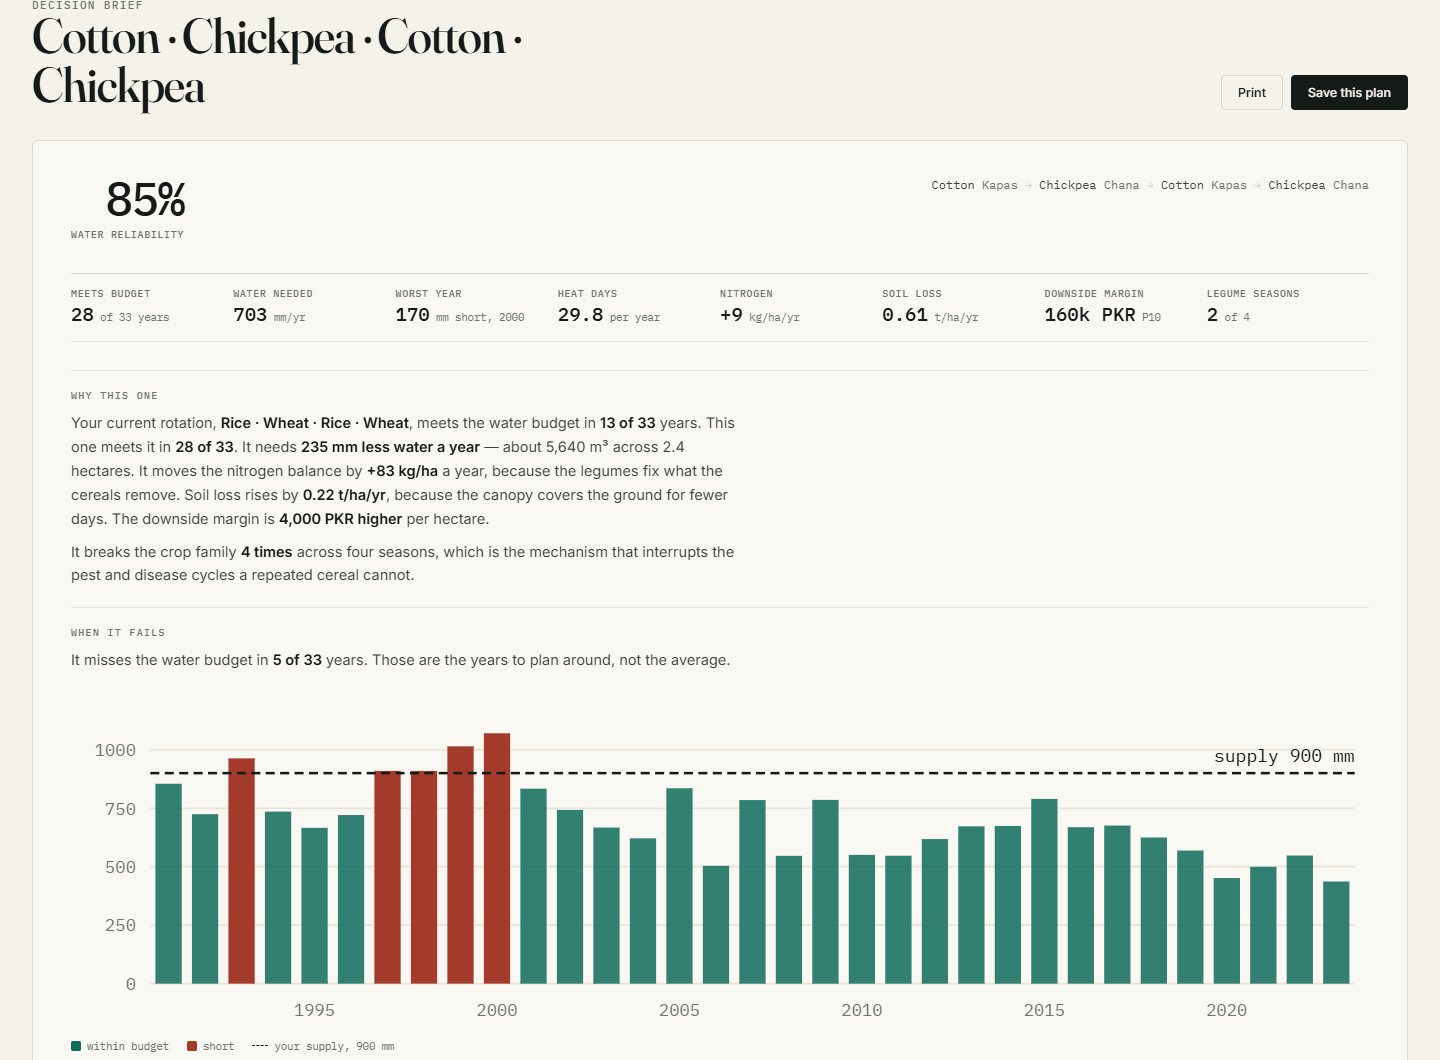 DECISION BRIEF
Cotton · Chickpea · Cotton ·
Chickpea
Print
Save this plan
85%
WATER RELIABILITY
Cotton Kapas → Chickpea Chana → Cotton Kapas → Chickpea Chana
MEETS BUDGET
28 of 33 years
WATER NEEDED
703 mm/yr
WORST YEAR
170 mm short, 2000
HEAT DAYS
29.8 per year
NITROGEN
+9 kg/ha/yr
SOIL LOSS
0.61 t/ha/yr
DOWNSIDE MARGIN
160k PKR P10
LEGUME SEASONS
2 of 4
WHY THIS ONE
Your current rotation, Rice · Wheat · Rice · Wheat, meets the water budget in 13 of 33 years. This
one meets it in 28 of 33. It needs 235 mm less water a year — about 5,640 m³ across 2.4
hectares. It moves the nitrogen balance by +83 kg/ha a year, because the legumes fix what the
cereals remove. Soil loss rises by 0.22 t/ha/yr, because the canopy covers the ground for fewer
days. The downside margin is 4,000 PKR higher per hectare.
It breaks the crop family 4 times across four seasons, which is the mechanism that interrupts the
pest and disease cycles a repeated cereal cannot.
WHEN IT FAILS
It misses the water budget in 5 of 33 years. Those are the years to plan around, not the average.
1000
supply 900 mm
750
500
250
0
1995 2000 2005 2010 2015 2020
within budget short your supply, 900 mm